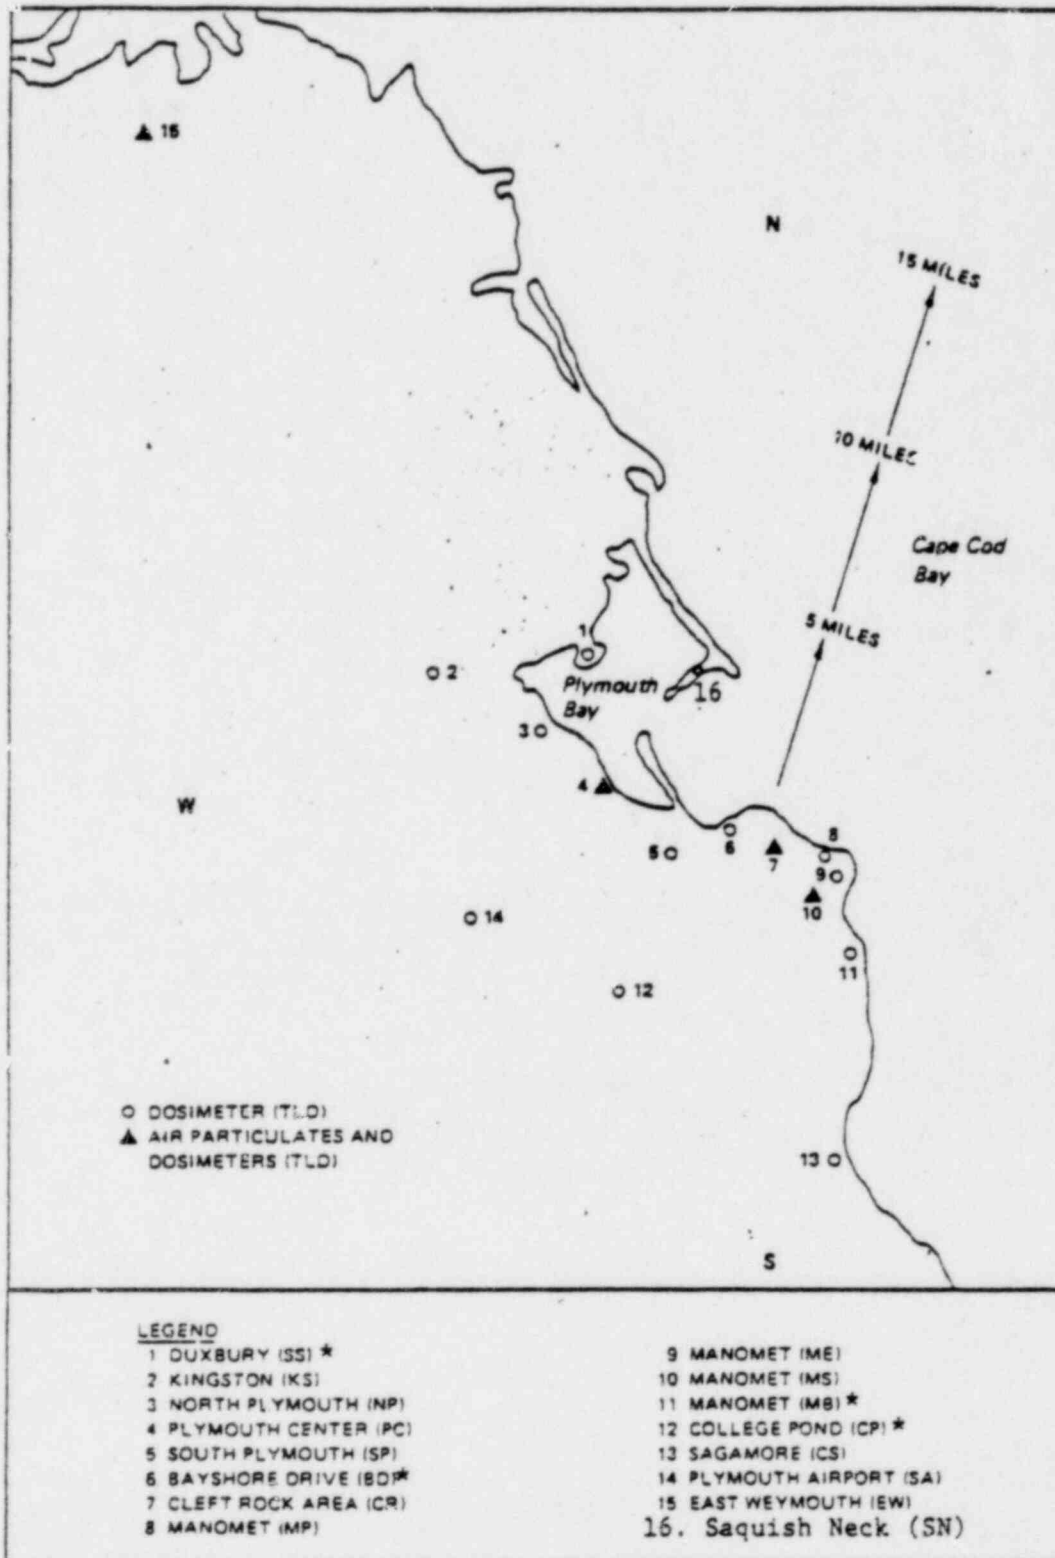 15
N
15 MILES
10 MILES
Cape Cod
Bay
5 MILES
1
2
Plymouth
Bay
16
3
4
W
5
6
7
8
9
10
14
11
12
O DOSIMETER (TLD)
▲ AIR PARTICULATES AND
DOSIMETERS (TLD)
13
S
LEGEND
1 DUXBURY (SS) *
2 KINGSTON (KS)
3 NORTH PLYMOUTH (NP)
4 PLYMOUTH CENTER (PC)
5 SOUTH PLYMOUTH (SP)
6 BAYSHORE DRIVE (BD)*
7 CLEFT ROCK AREA (CR)
8 MANOMET (MP)
9 MANOMET (ME)
10 MANOMET (MS)
11 MANOMET (MB) *
12 COLLEGE POND (CP) *
13 SAGAMORE (CS)
14 PLYMOUTH AIRPORT (SA)
15 EAST WEYMOUTH (EW)
16. Saquish Neck (SN)